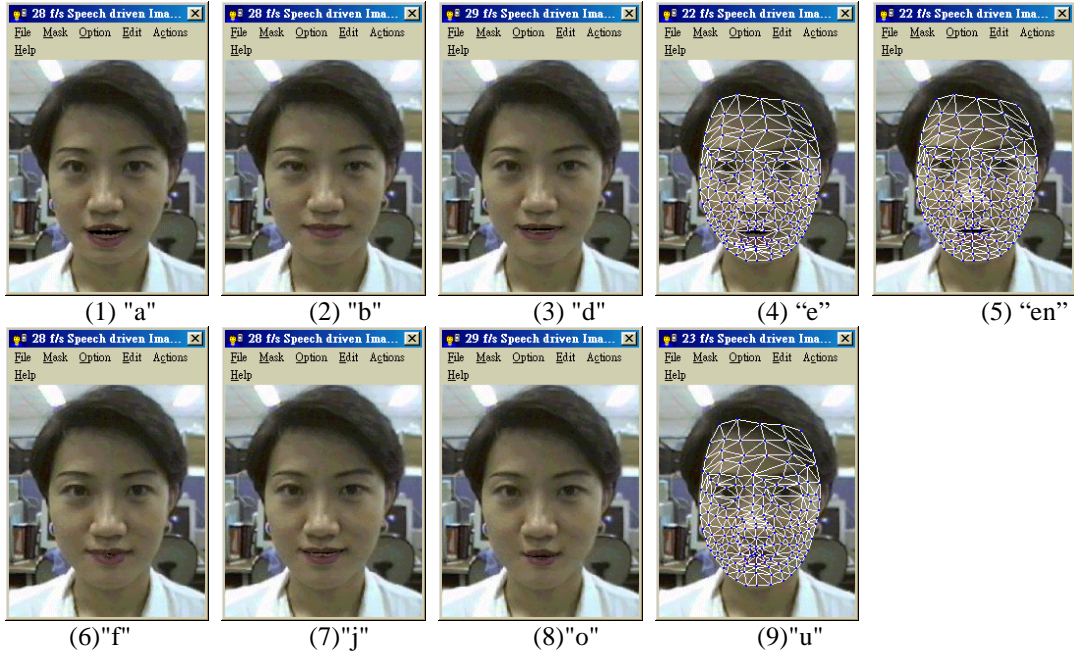 28 f/s Speech driven Ima...
File Mask Option Edit Actions
Help
28 f/s Speech driven Ima...
File Mask Option Edit Actions
Help
29 f/s Speech driven Ima...
File Mask Option Edit Actions
Help
22 f/s Speech driven Ima...
File Mask Option Edit Actions
Help
22 f/s Speech driven Ima...
File Mask Option Edit Actions
Help
(1) "a"
(2) "b"
(3) "d"
(4) “e”
(5) “en”
28 f/s Speech driven Ima...
File Mask Option Edit Actions
Help
28 f/s Speech driven Ima...
File Mask Option Edit Actions
Help
29 f/s Speech driven Ima...
File Mask Option Edit Actions
Help
23 f/s Speech driven Ima...
File Mask Option Edit Actions
Help
(6)"f"
(7)"j"
(8)"o"
(9)"u"